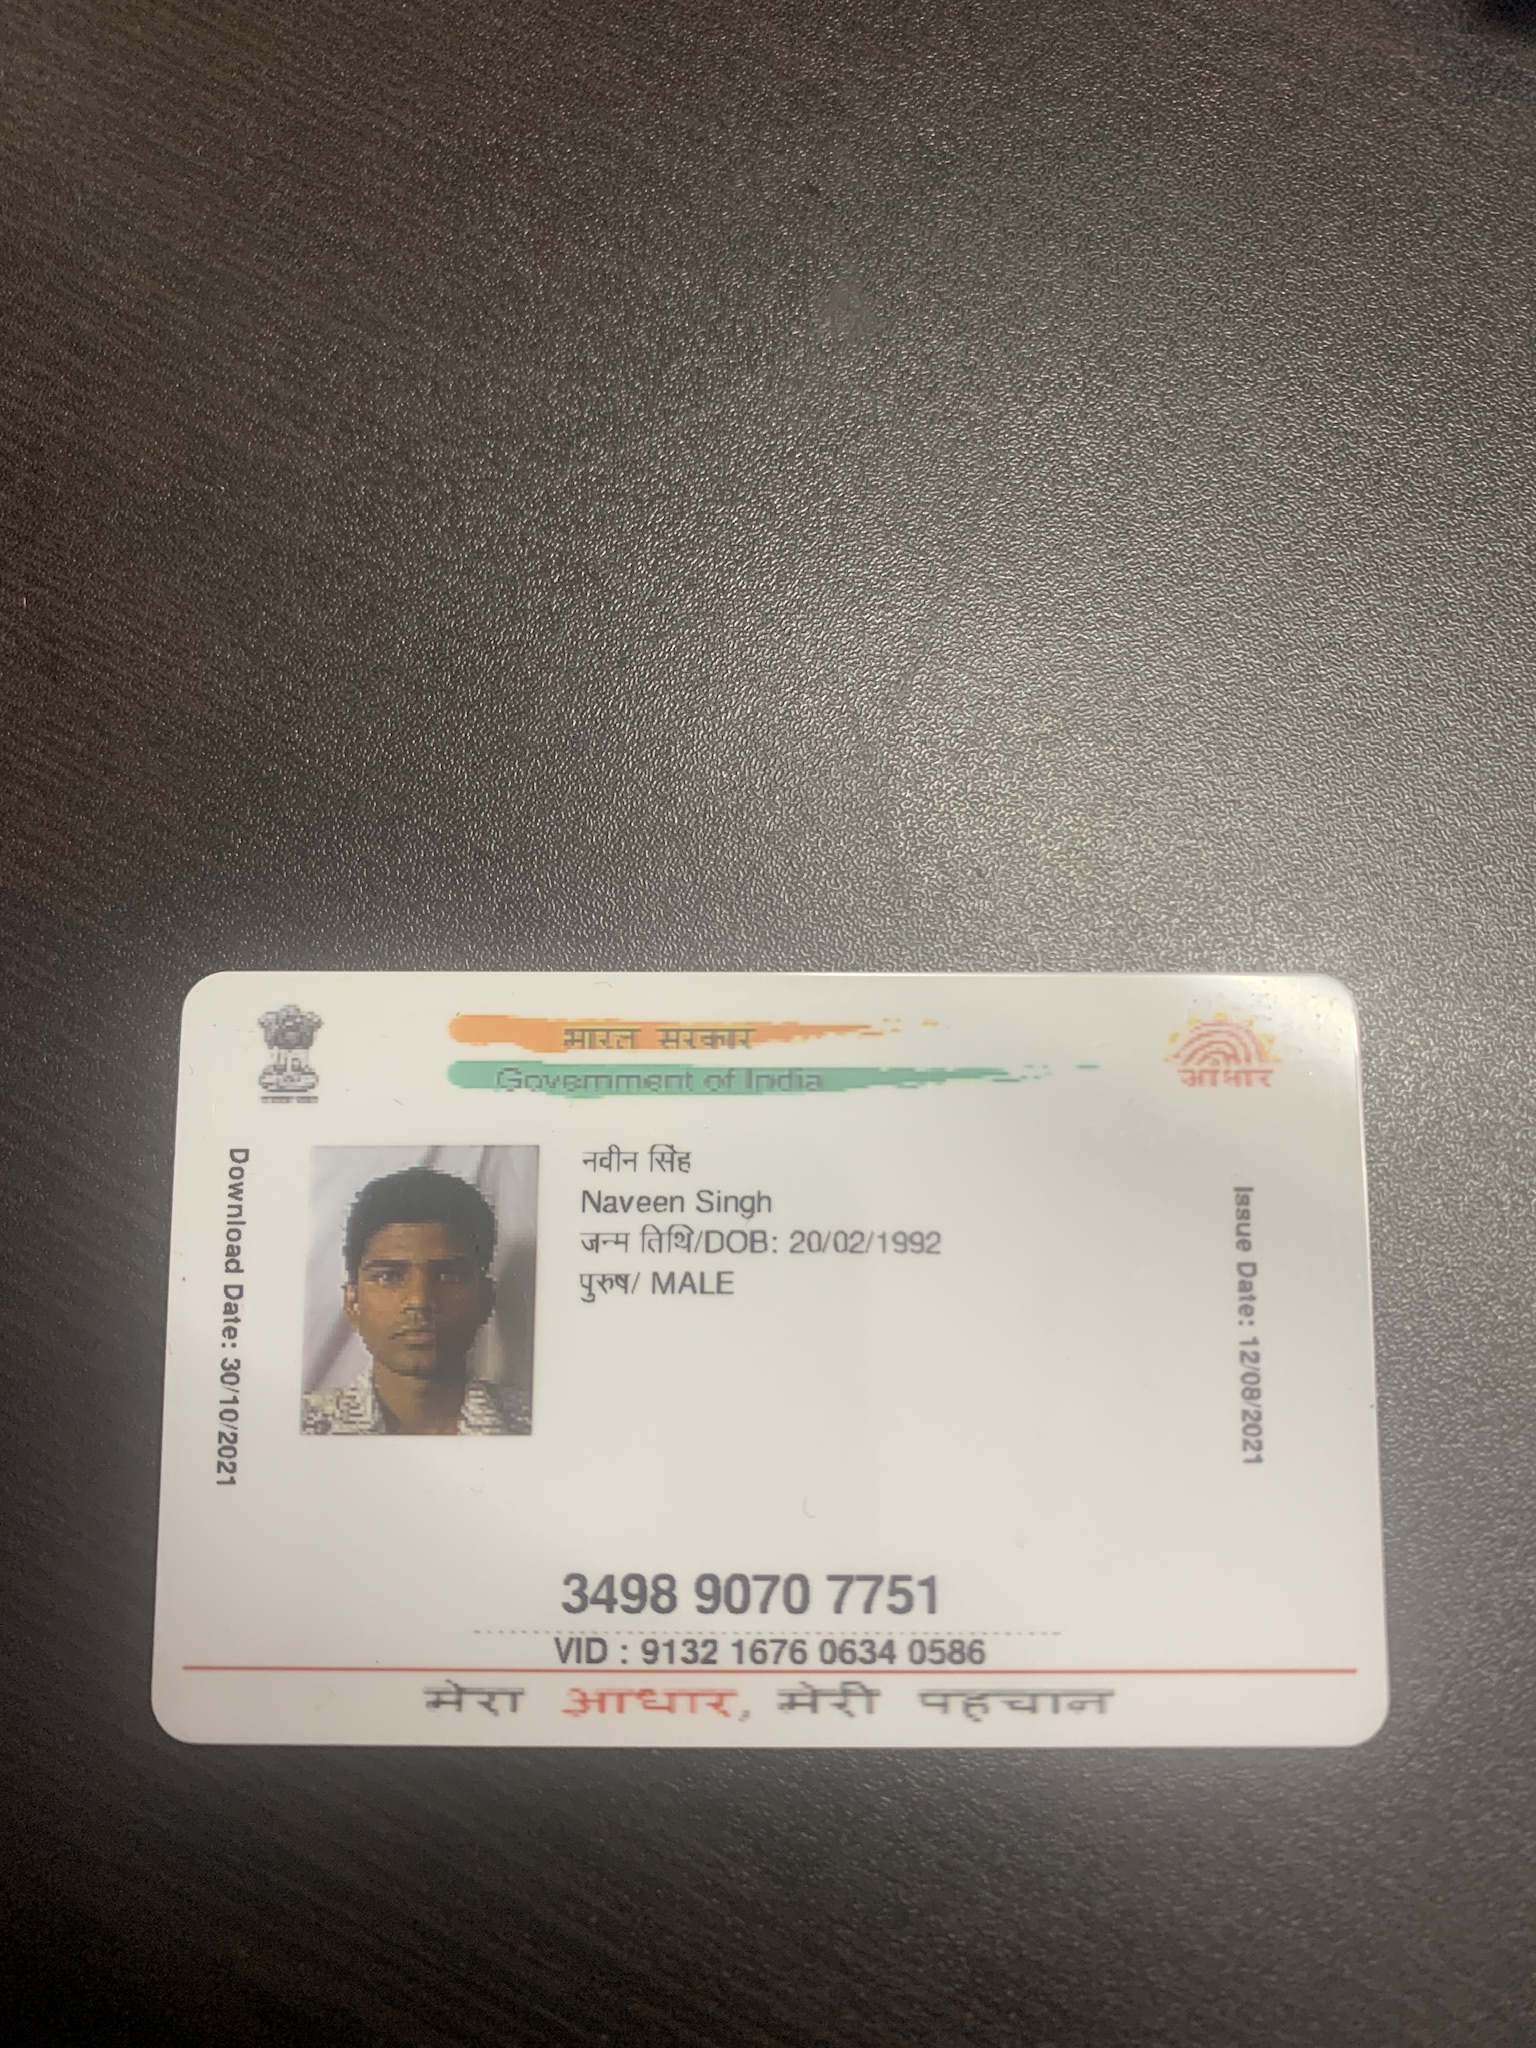 भारत सरकार
Government of India
आधार
Download Date: 30/10/2021
नवीन सिंह
Naveen Singh
जन्म तिथि/DOB: 20/02/1992
पुरुष/ MALE
Issue Date: 12/08/2021
3498 9070 7751
VID : 9132 1676 0634 0586
मेरा आधार, मेरी पहचान